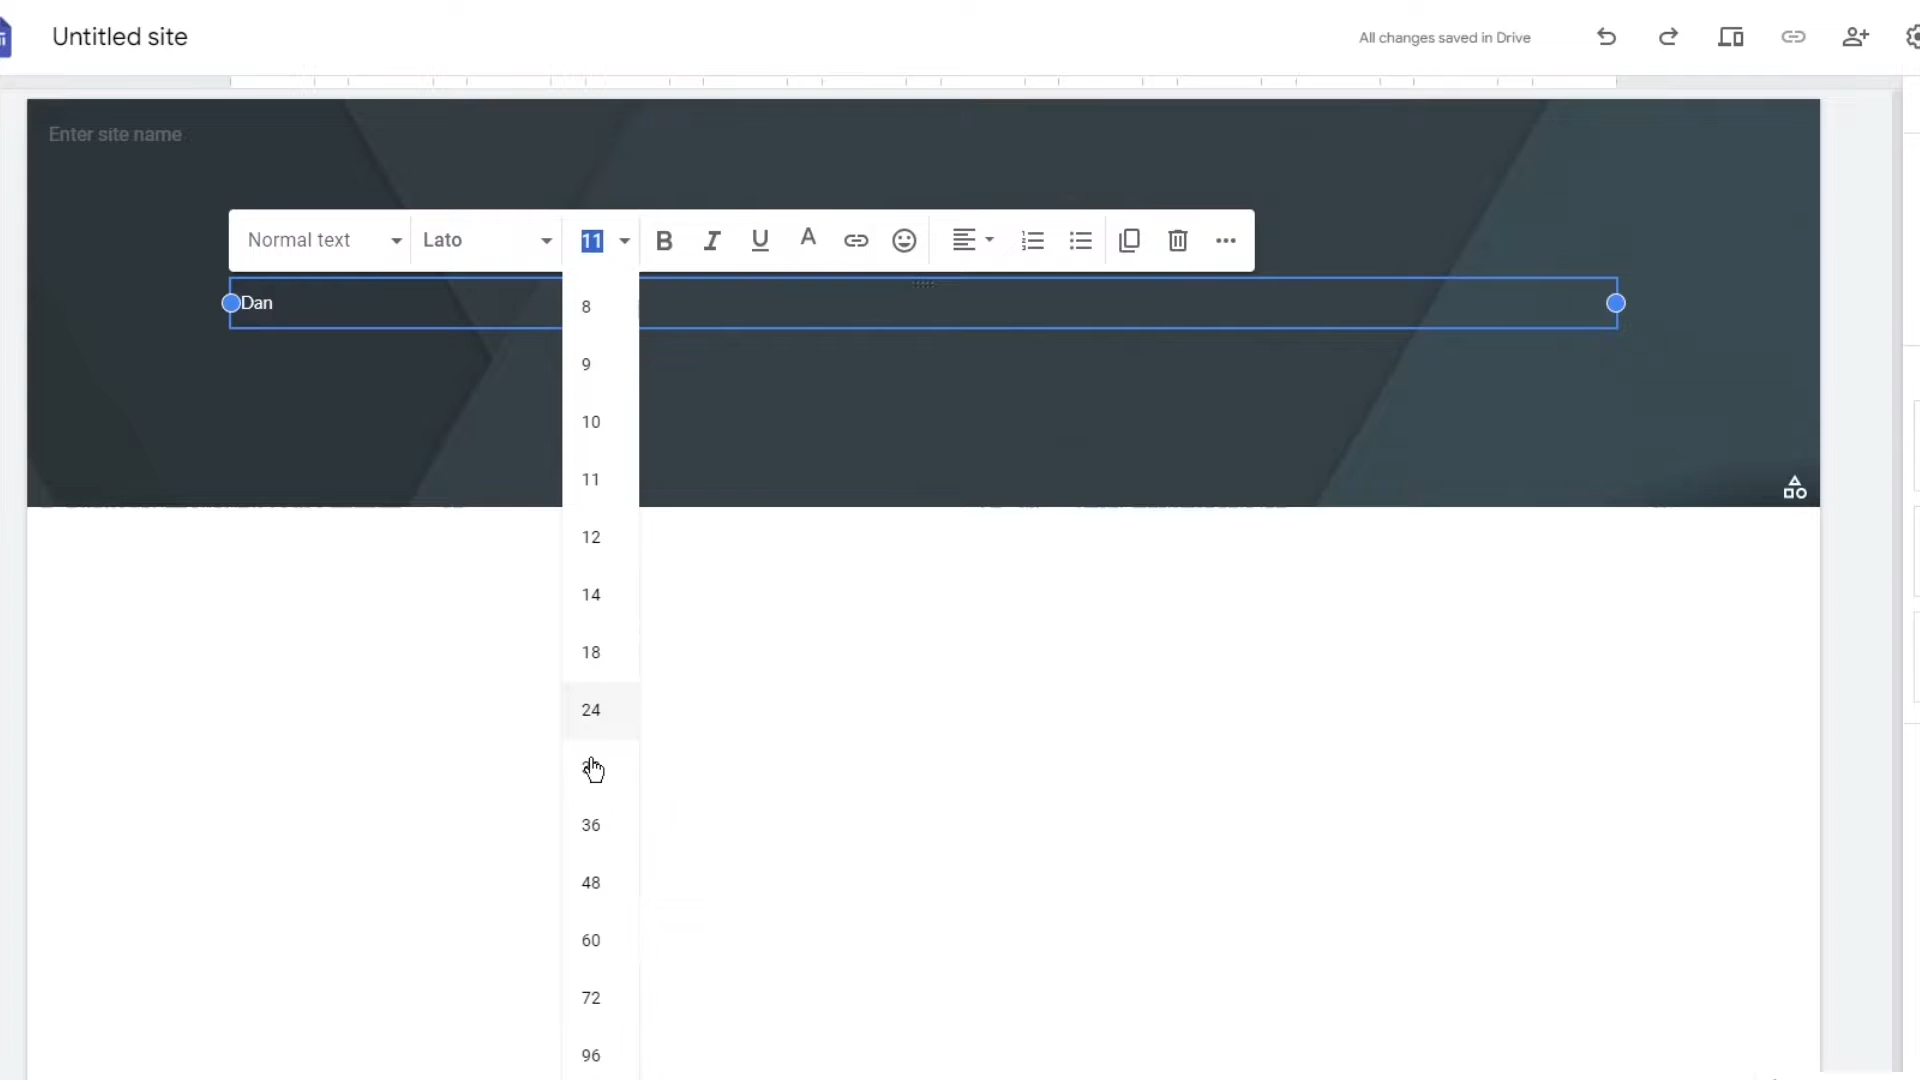 Untitled site
All changes saved in Drive
Enter site name
Normal text Lato 11 B I U A
Dan
8
9
10
11
12
14
18
24
36
48
60
72
96